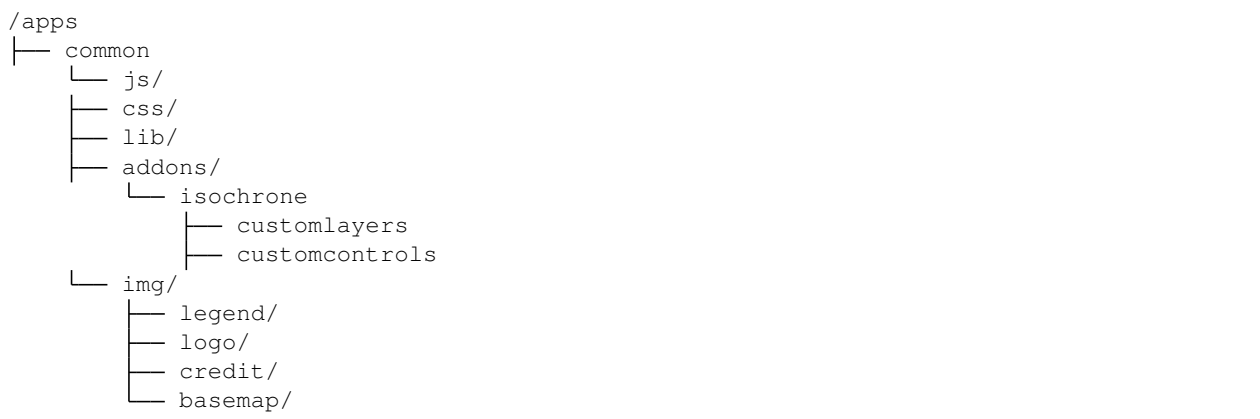 /apps
├── common
    └── js/
    ├── css/
    ├── lib/
    ├── addons/
        └── isochrone
            ├── customlayers
            ├── customcontrols
    └── img/
        ├── legend/
        ├── logo/
        ├── credit/
        └── basemap/